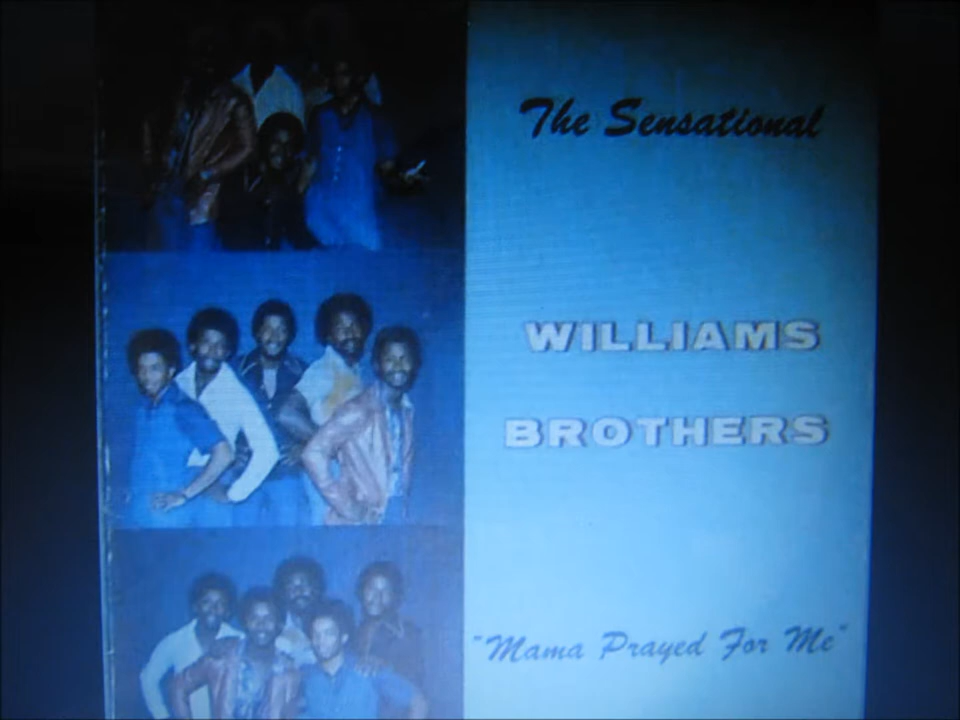 The Sensational
WILLIAMS
BROTHERS
"Mama Prayed For Me"